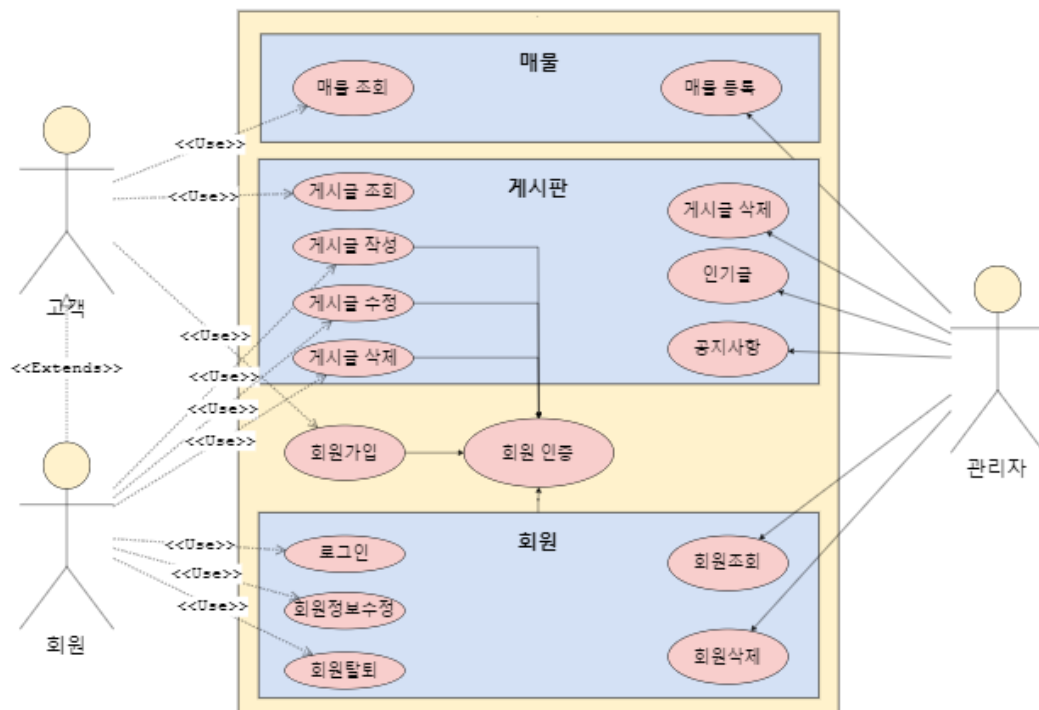 매물
매물 조회
매물 등록
<<Use>>
게시판
게시글 조회
<<Use>>
게시글 삭제
게시글 작성
인기글
고객
게시글 수정
<<Use>>
공지사항
게시글 삭제
<<Extends>>
<<Use>>
<<Use>>
<<Use>>
회원가입
회원 인증
관리자
회원
로그인
<<Use>>
회원조회
<<Use>>
회원정보수정
<<Use>>
회원
회원삭제
회원탈퇴